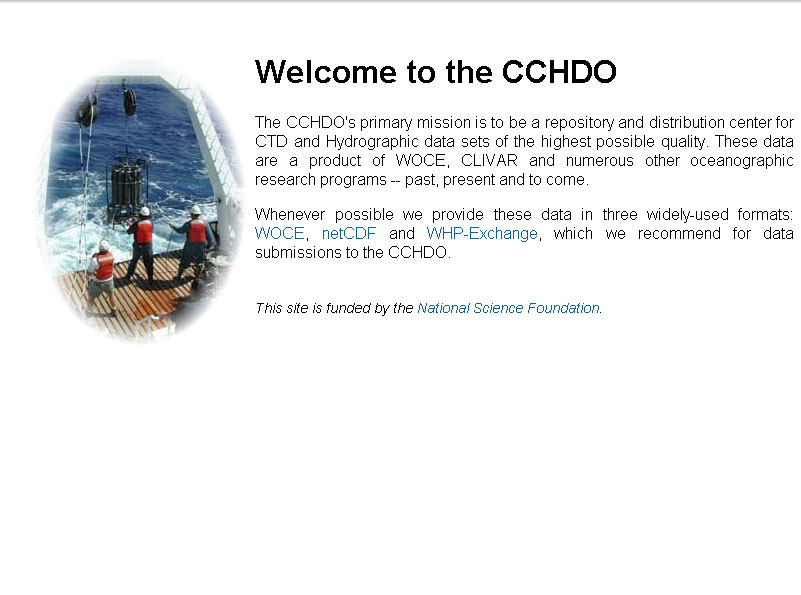 Welcome to the CCHDO
The CCHDO's primary mission is to be a repository and distribution center for
CTD and Hydrographic data sets of the highest possible quality. These data
are a product of WOCE, CLIVAR and numerous other oceanographic
research programs -- past, present and to come.
Whenever possible we provide these data in three widely-used formats:
WOCE, netCDF and WHP-Exchange, which we recommend for data
submissions to the CCHDO.
This site is funded by the National Science Foundation.